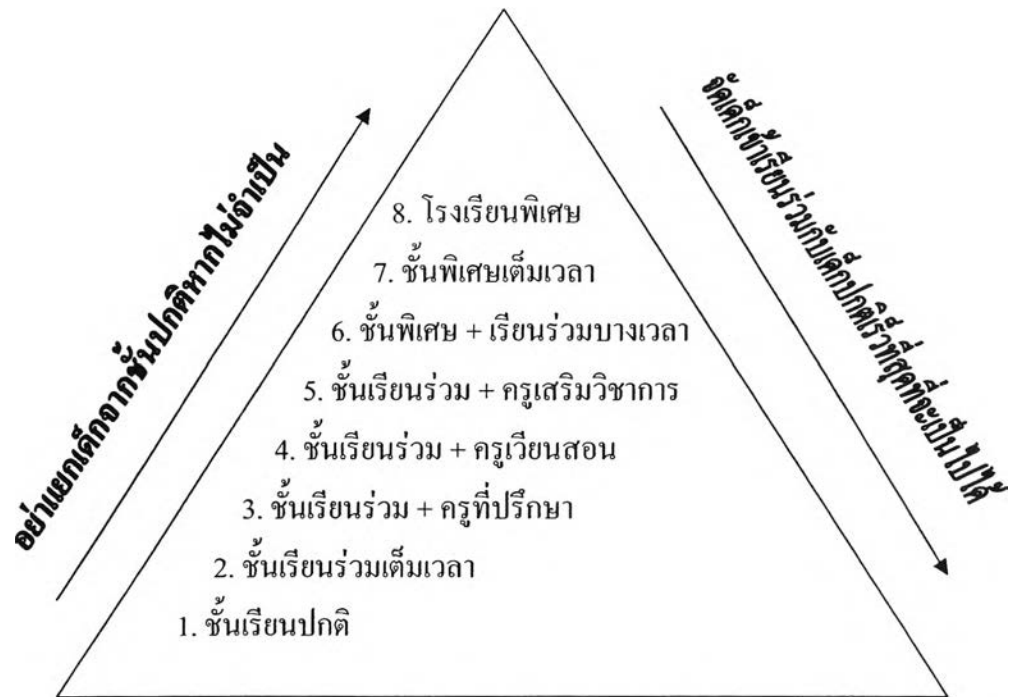 อย่าแยกเด็กจากชั้นปกติหากไม่จำเป็น
จัดเด็กเข้าเรียนร่วมกับเด็กปกติเร็วที่สุดที่จะเป็นไปได้
8. โรงเรียนพิเศษ
7. ชั้นพิเศษเต็มเวลา
6. ชั้นพิเศษ + เรียนร่วมบางเวลา
5. ชั้นเรียนร่วม + ครูเสริมวิชาการ
4. ชั้นเรียนร่วม + ครูเวียนสอน
3. ชั้นเรียนร่วม + ครูที่ปรึกษา
2. ชั้นเรียนร่วมเต็มเวลา
1. ชั้นเรียนปกติ